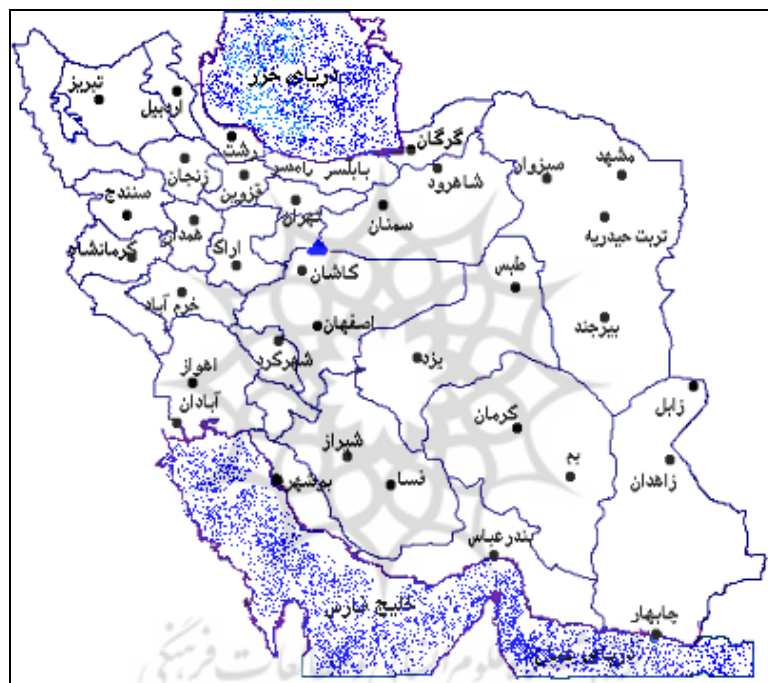 دریای خزر
تبریز
اردبیل
رشت
گرگان
رامسر
بابلسر
زنجان
قزوین
شاهرود
سبزوار
مشهد
سنندج
همدان
تهران
سمنان
تربت حیدریه
کرمانشاه
اراک
کاشان
طبس
خرم آباد
اصفهان
بیرجند
شهرکرد
یزد
اهواز
آبادان
زابل
کرمان
شیراز
بم
زاهدان
بوشهر
فسا
بندرعباس
خلیج فارس
چابهار
دریای عمان